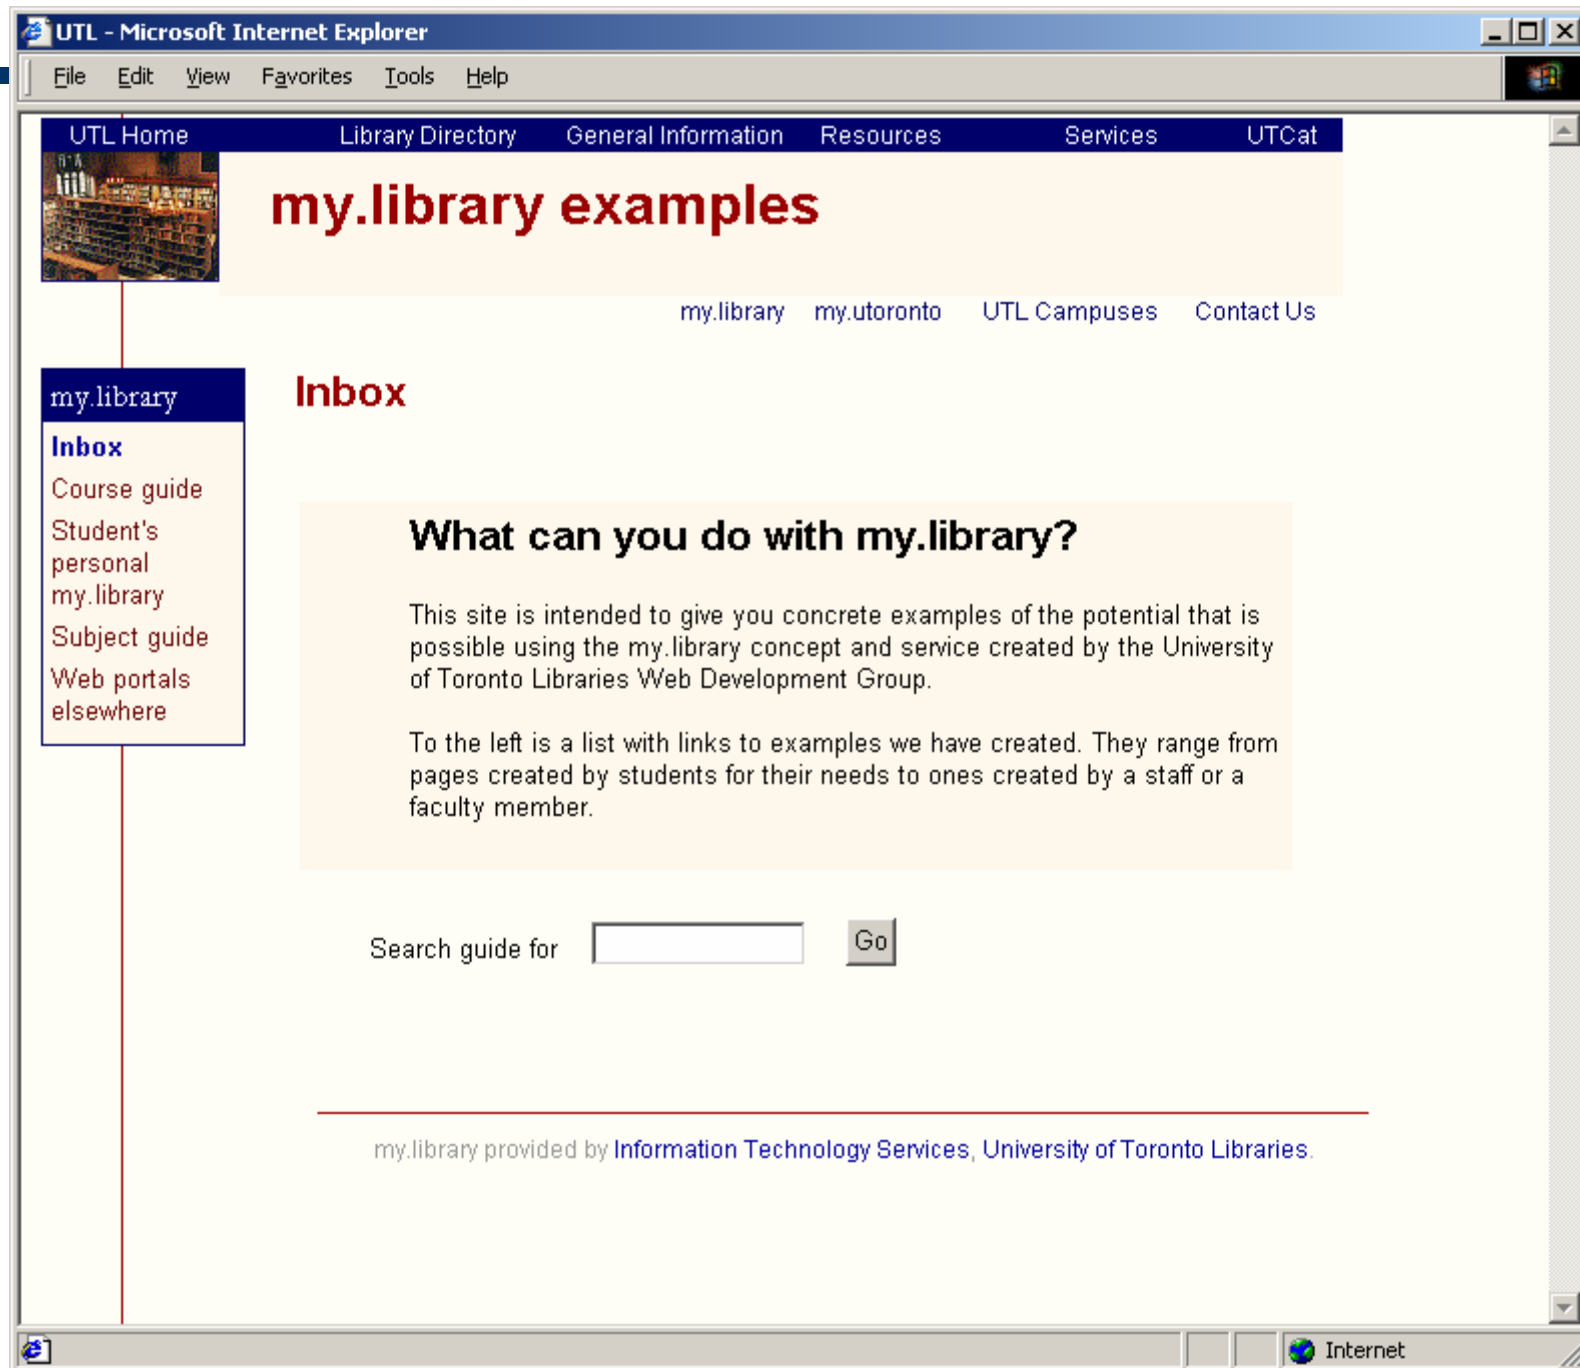 UTL - Microsoft Internet Explorer
File Edit View Favorites Tools Help
UTL Home Library Directory General Information Resources Services UTCat
my.library examples
my.library my.utoronto UTL Campuses Contact Us
my.library
Inbox
Course guide
Student's
personal
my.library
Subject guide
Web portals
elsewhere
Inbox
What can you do with my.library?
This site is intended to give you concrete examples of the potential that is
possible using the my.library concept and service created by the University
of Toronto Libraries Web Development Group.
To the left is a list with links to examples we have created. They range from
pages created by students for their needs to ones created by a staff or a
faculty member.
Search guide for Go
my.library provided by Information Technology Services, University of Toronto Libraries.
Internet